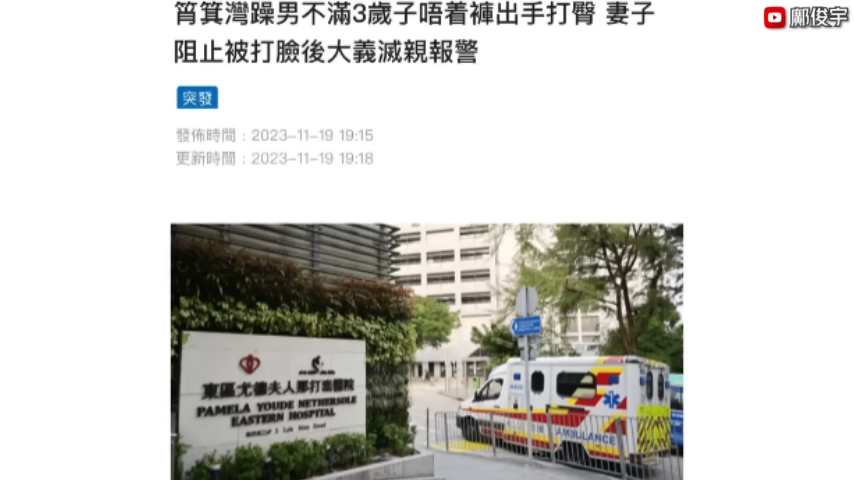 鄺俊宇
筲箕灣躁男不滿3歲子唔着褲出手打臀 妻子
阻止被打臉後大義滅親報警
突發
發佈時間：2023-11-19 19:15
更新時間：2023-11-19 19:18
東區尤德夫人那打素醫院
PAMELA YOUDE NETHERSOLE
EASTERN HOSPITAL
AMBULANCE